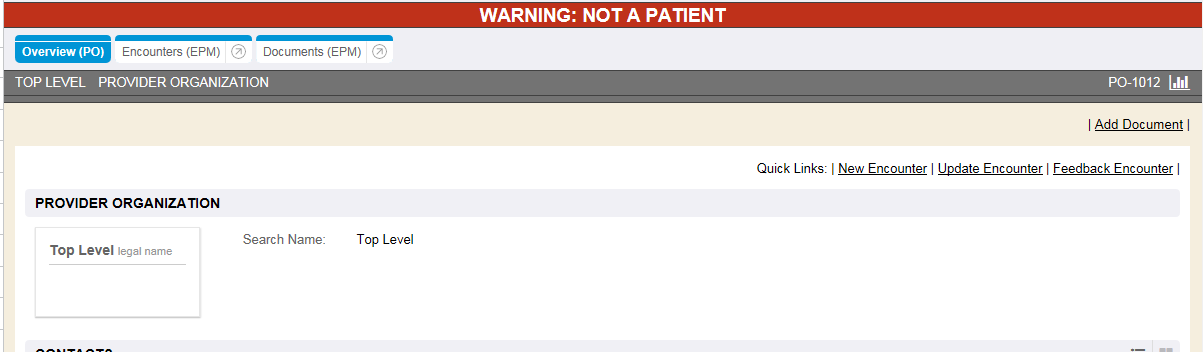 WARNING: NOT A PATIENT
Overview (PO) Encounters (EPM) Documents (EPM)
TOP LEVEL PROVIDER ORGANIZATION PO-1012
| Add Document |
Quick Links: | New Encounter | Update Encounter | Feedback Encounter |
PROVIDER ORGANIZATION
Top Level legal name Search Name: Top Level
CONTACTS